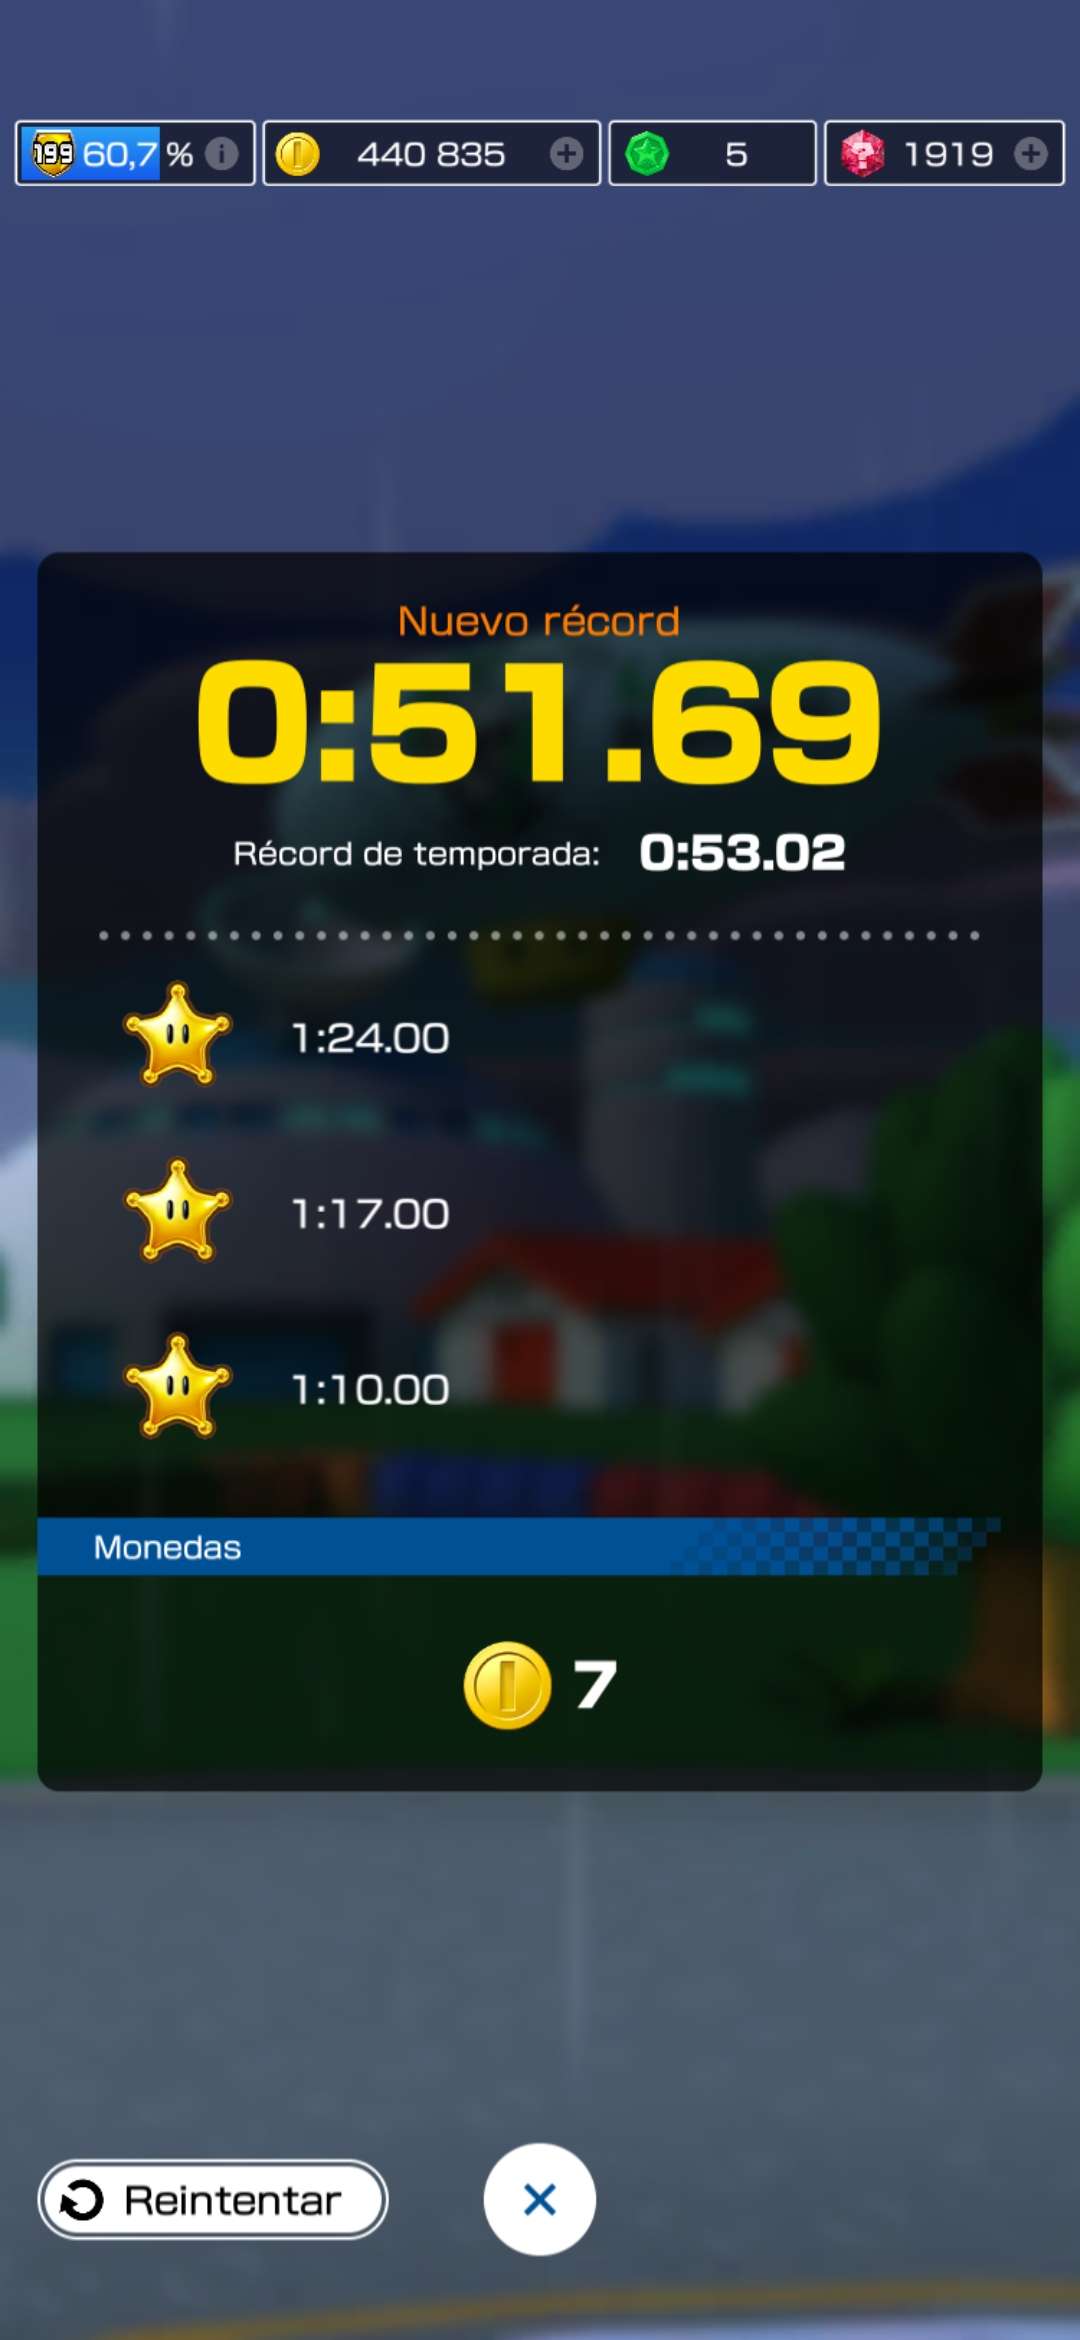 199 60,7 % i 440 835 + 5 ? 1919 +
Nuevo récord
0:51.69
Récord de temporada: 0:53.02
1:24.00
1:17.00
1:10.00
Monedas
7
Reintentar